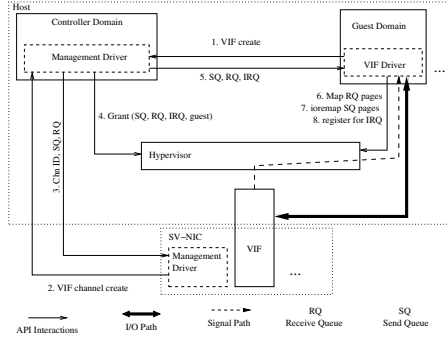 Host
Controller Domain
Guest Domain
Management Driver
VIF Driver
...
1. VIF create
5. SQ, RQ, IRQ
6. Map RQ pages
7. ioremap SQ pages
8. register for IRQ
4. Grant (SQ, RQ, IRQ, guest)
3. Chn ID, SQ, RQ
Hypervisor
SV-NIC
Management
Driver
VIF
...
2. VIF channel create
API Interactions
I/O Path
Signal Path
RQ
Receive Queue
SQ
Send Queue